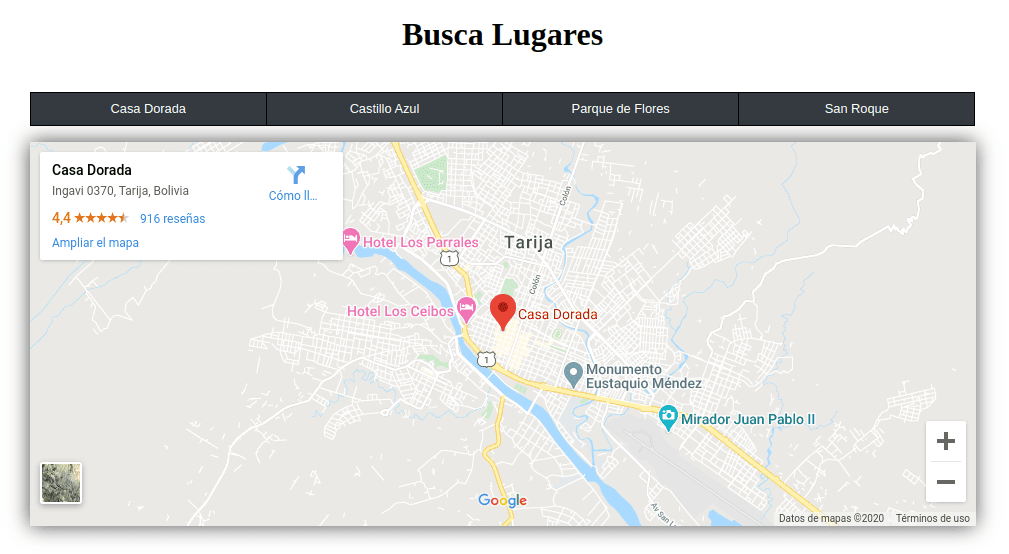 Busca Lugares
Casa Dorada
Castillo Azul
Parque de Flores
San Roque
Casa Dorada
Ingavi 0370, Tarija, Bolivia
Cómo ll...
4,4
916 reseñas
Ampliar el mapa
Colón
Hotel Los Parrales
Tarija
1
Colón
Hotel Los Ceibos
Casa Dorada
1
Monumento
Eustaquio Méndez
Mirador Juan Pablo II
Google
Datos de mapas ©2020
Términos de uso